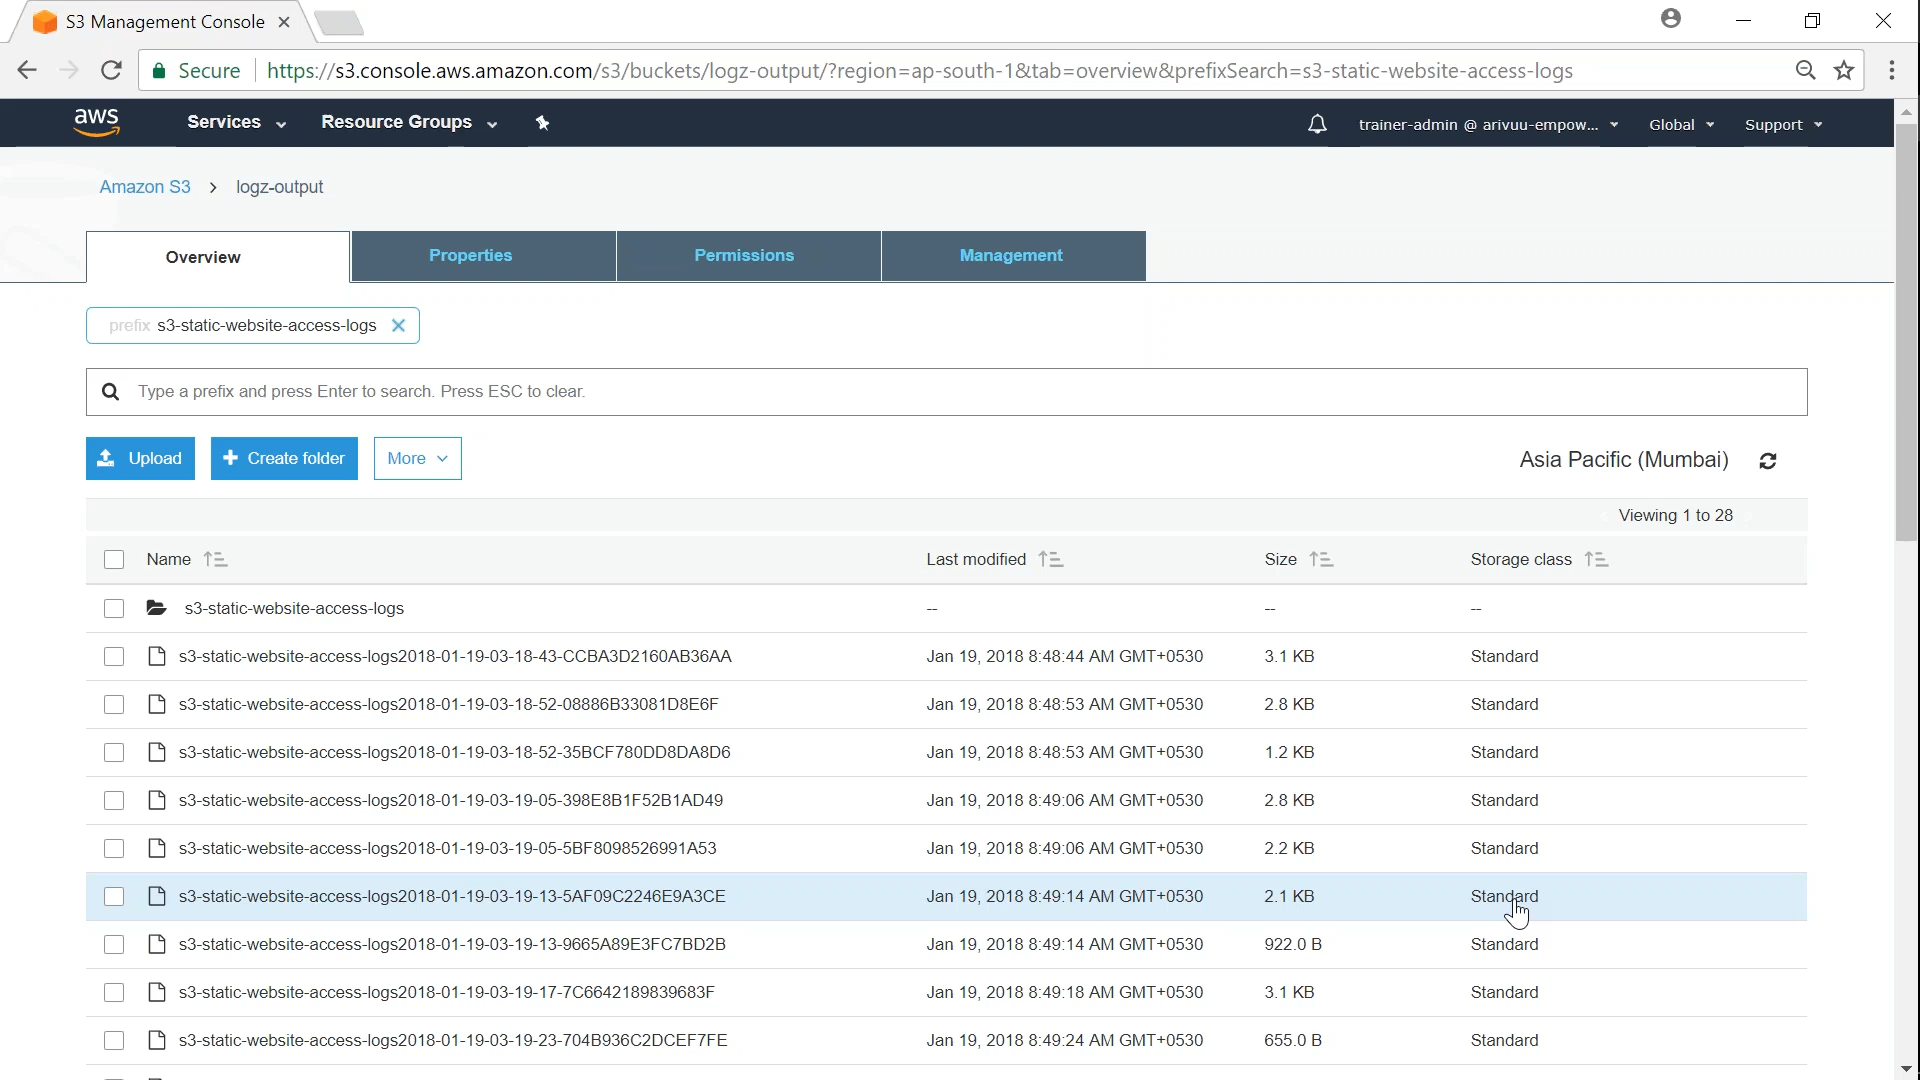 S3 Management Console
Secure https://s3.console.aws.amazon.com/s3/buckets/logz-output/?region=ap-south-1&tab=overview&prefixSearch=s3-static-website-access-logs
aws Services Resource Groups trainer-admin @ arivuu-empow... Global Support
Amazon S3 > logz-output
Overview Properties Permissions Management
prefix s3-static-website-access-logs
Type a prefix and press Enter to search. Press ESC to clear.
Upload Create folder More Asia Pacific (Mumbai)
Viewing 1 to 28
Name Last modified Size Storage class
s3-static-website-access-logs -- -- --
s3-static-website-access-logs2018-01-19-03-18-43-CCBA3D2160AB36AA Jan 19, 2018 8:48:44 AM GMT+0530 3.1 KB Standard
s3-static-website-access-logs2018-01-19-03-18-52-08886B33081D8E6F Jan 19, 2018 8:48:53 AM GMT+0530 2.8 KB Standard
s3-static-website-access-logs2018-01-19-03-18-52-35BCF780DD8DA8D6 Jan 19, 2018 8:48:53 AM GMT+0530 1.2 KB Standard
s3-static-website-access-logs2018-01-19-03-19-05-398E8B1F52B1AD49 Jan 19, 2018 8:49:06 AM GMT+0530 2.8 KB Standard
s3-static-website-access-logs2018-01-19-03-19-05-5BF8098526991A53 Jan 19, 2018 8:49:06 AM GMT+0530 2.2 KB Standard
s3-static-website-access-logs2018-01-19-03-19-13-5AF09C2246E9A3CE Jan 19, 2018 8:49:14 AM GMT+0530 2.1 KB Standard
s3-static-website-access-logs2018-01-19-03-19-13-9665A89E3FC7BD2B Jan 19, 2018 8:49:14 AM GMT+0530 922.0 B Standard
s3-static-website-access-logs2018-01-19-03-19-17-7C6642189839683F Jan 19, 2018 8:49:18 AM GMT+0530 3.1 KB Standard
s3-static-website-access-logs2018-01-19-03-19-23-704B936C2DCEF7FE Jan 19, 2018 8:49:24 AM GMT+0530 655.0 B Standard